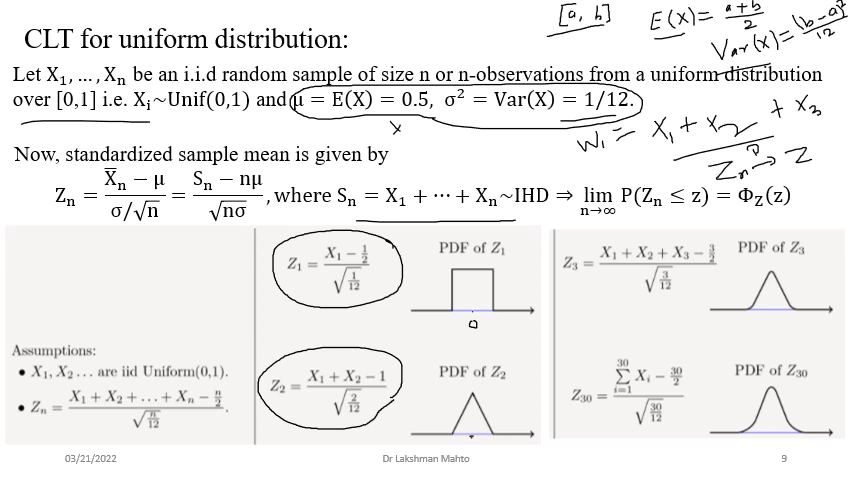 [a, b] E(X) = a+b/2
Var(X) = (b-a)²/12
CLT for uniform distribution:
Let X₁, …, Xₙ be an i.i.d random sample of size n or n-observations from a uniform distribution
over [0,1] i.e. Xᵢ~Unif(0,1) and μ = E(X) = 0.5, σ² = Var(X) = 1/12.
X₁ + X₂ + X₃
Now, standardized sample mean is given by
Zₙ →ᴰ Z
Zₙ = (X̄ₙ − μ)/(σ/√n) = (Sₙ − nμ)/(√nσ), where Sₙ = X₁ + ⋯ + Xₙ~IHD ⇒ lim n→∞ P(Zₙ ≤ z) = Φ_Z(z)
Assumptions:
• X₁, X₂ … are iid Uniform(0,1).
• Zₙ = (X₁ + X₂ + … + Xₙ − n/2)/√(n/12).
Z₁ = (X₁ − 1/2)/√(1/12)
PDF of Z₁
0
Z₂ = (X₁ + X₂ − 1)/√(2/12)
PDF of Z₂
Z₃ = (X₁ + X₂ + X₃ − 3/2)/√(3/12)
PDF of Z₃
Z₃₀ = (∑ i=1 30 Xᵢ − 30/2)/√(30/12)
PDF of Z₃₀
03/21/2022
Dr Lakshman Mahto
9